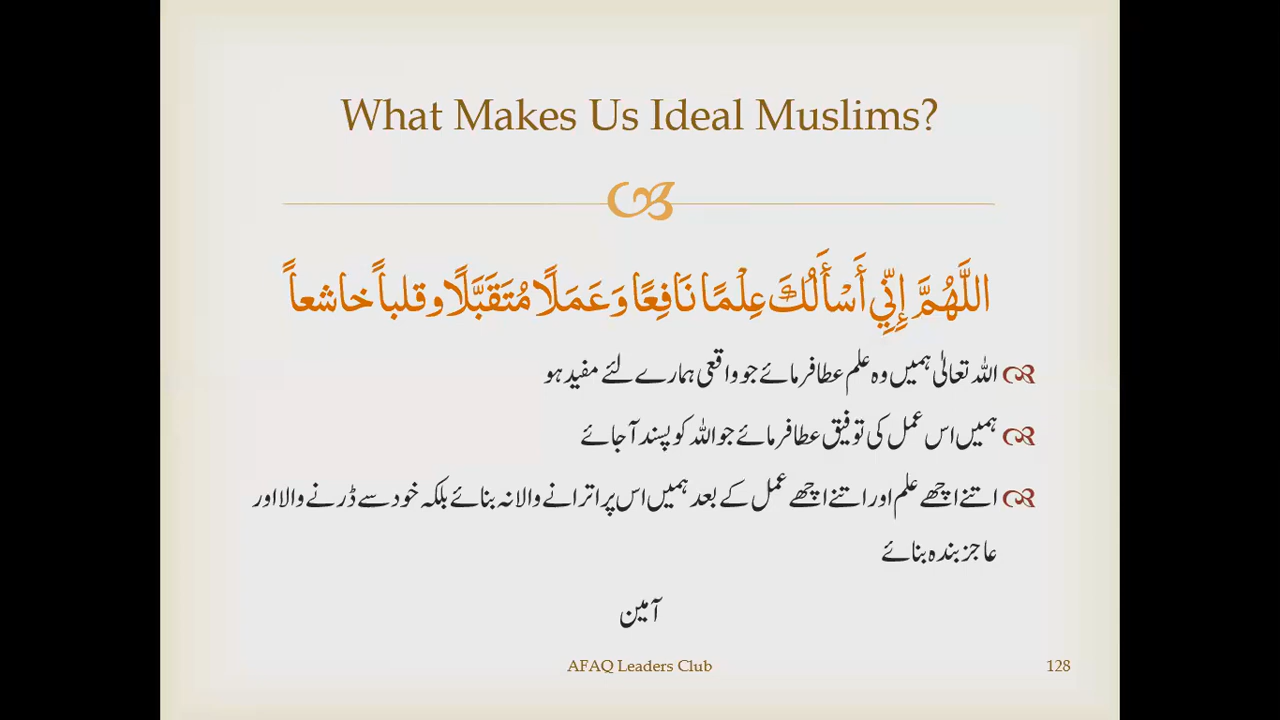 What Makes Us Ideal Muslims?
اللَّهُمَّ إِنِّي أَسْأَلُكَ عِلْمًا نَافِعًا وَعَمَلًا مُتَقَبَّلًا وقلباً خاشعاً
اللہ تعالیٰ ہمیں وہ علم عطا فرمائے جو واقعی ہمارے لئے مفید ہو
ہمیں اس عمل کی توفیق عطا فرمائے جو اللہ کو پسند آجائے
اتنے اچھے علم اور اتنے اچھے عمل کے بعد ہمیں اس پر اترانے والا نہ بنائے بلکہ خود سے ڈرنے والا اور
عاجز بندہ بنائے
آمین
AFAQ Leaders Club
128